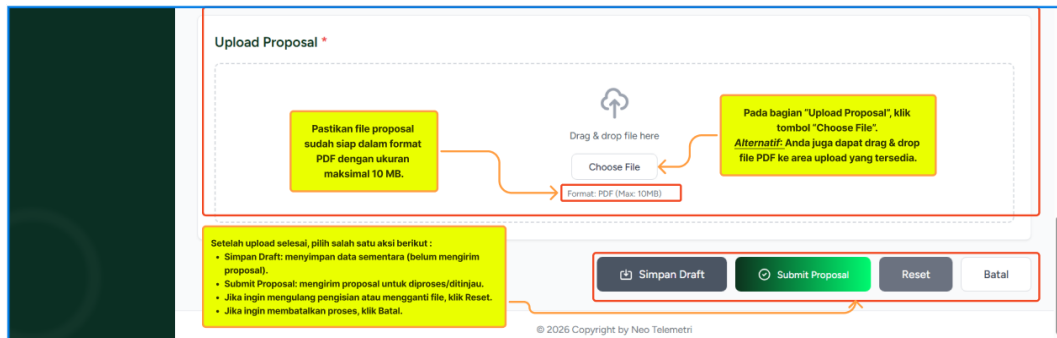 Upload Proposal *
Drag & drop file here
Choose File
Format: PDF (Max: 10MB)
Pastikan file proposal
sudah siap dalam format
PDF dengan ukuran
maksimal 10 MB.
Pada bagian "Upload Proposal", klik
tombol "Choose File".
Alternatif: Anda juga dapat drag & drop
file PDF ke area upload yang tersedia.
Setelah upload selesai, pilih salah satu aksi berikut :
• Simpan Draft: menyimpan data sementara (belum mengirim
proposal).
• Submit Proposal: mengirim proposal untuk diproses/ditinjau.
• Jika ingin mengulang pengisian atau mengganti file, klik Reset.
• Jika ingin membatalkan proses, klik Batal.
Simpan Draft
Submit Proposal
Reset
Batal
© 2026 Copyright by Neo Telemetri